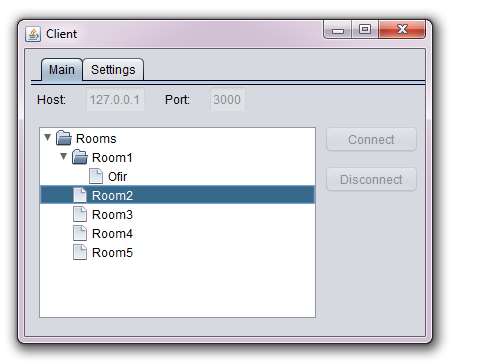 Client
Main Settings
Host: 127.0.0.1 Port: 3000
Rooms
Connect
Room1
Ofir
Disconnect
Room2
Room3
Room4
Room5